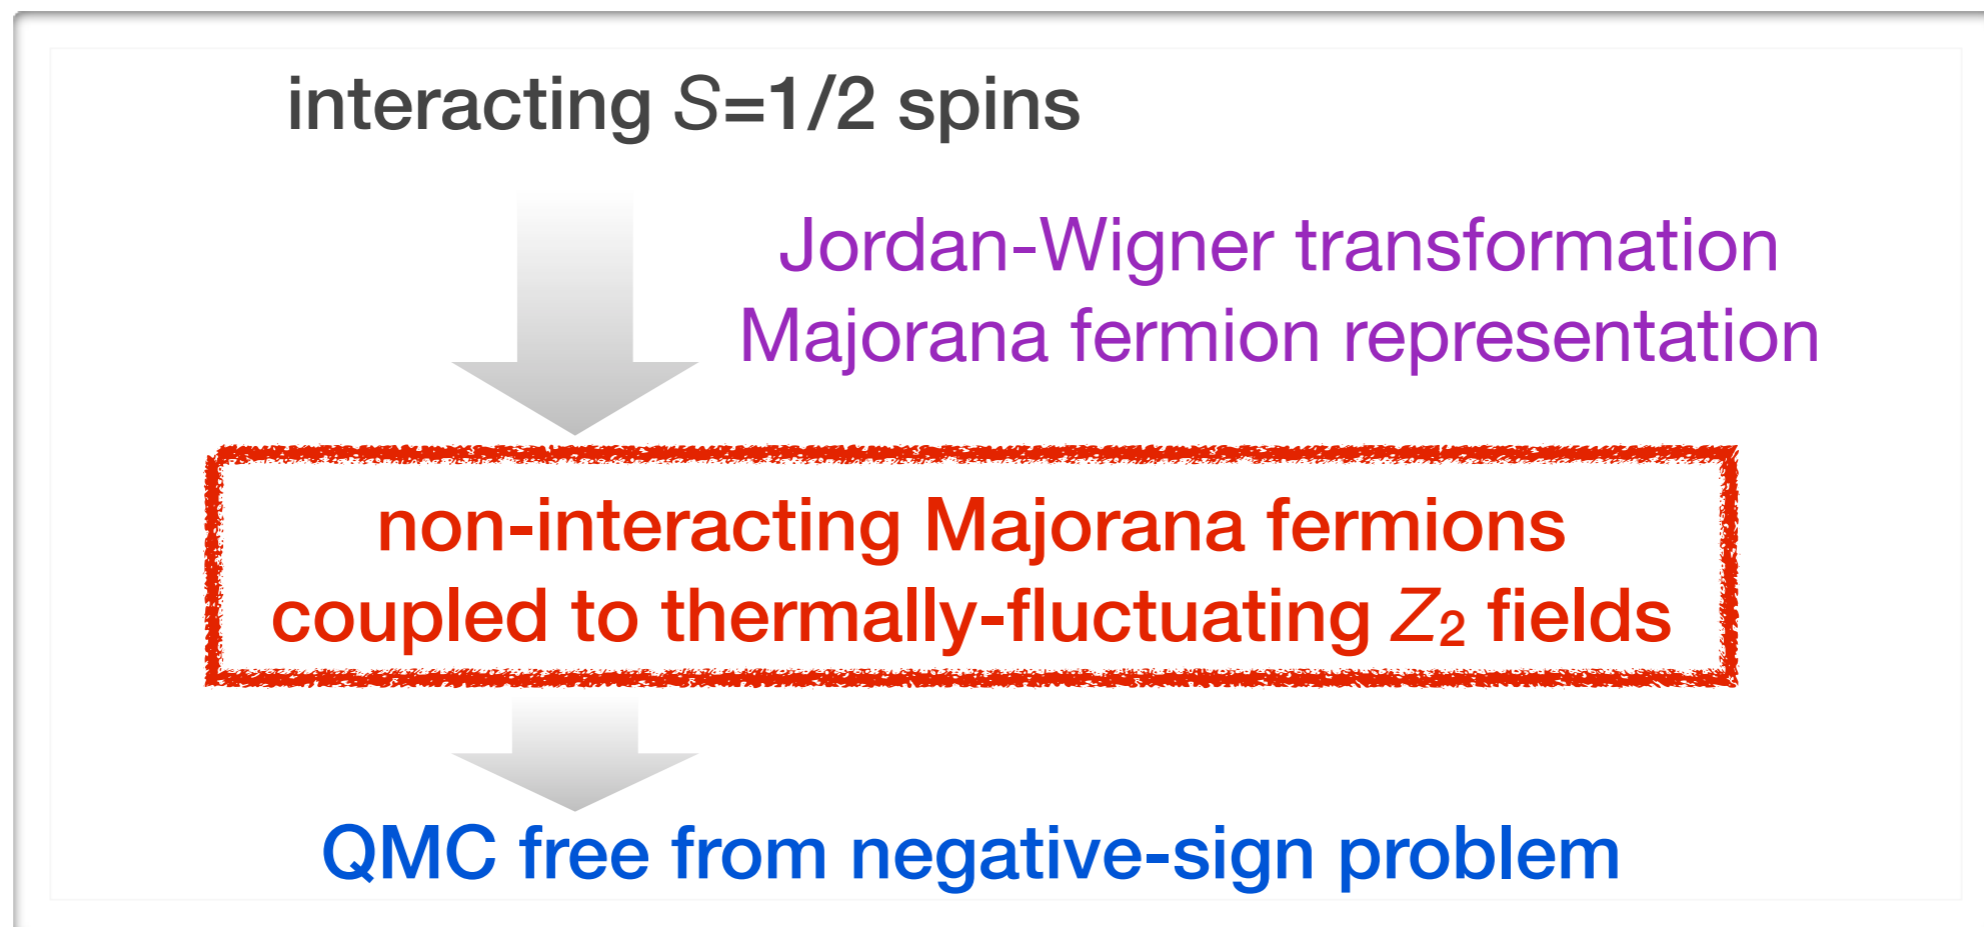 interacting S=1/2 spins
Jordan-Wigner transformation
Majorana fermion representation
non-interacting Majorana fermions
coupled to thermally-fluctuating Z₂ fields
QMC free from negative-sign problem